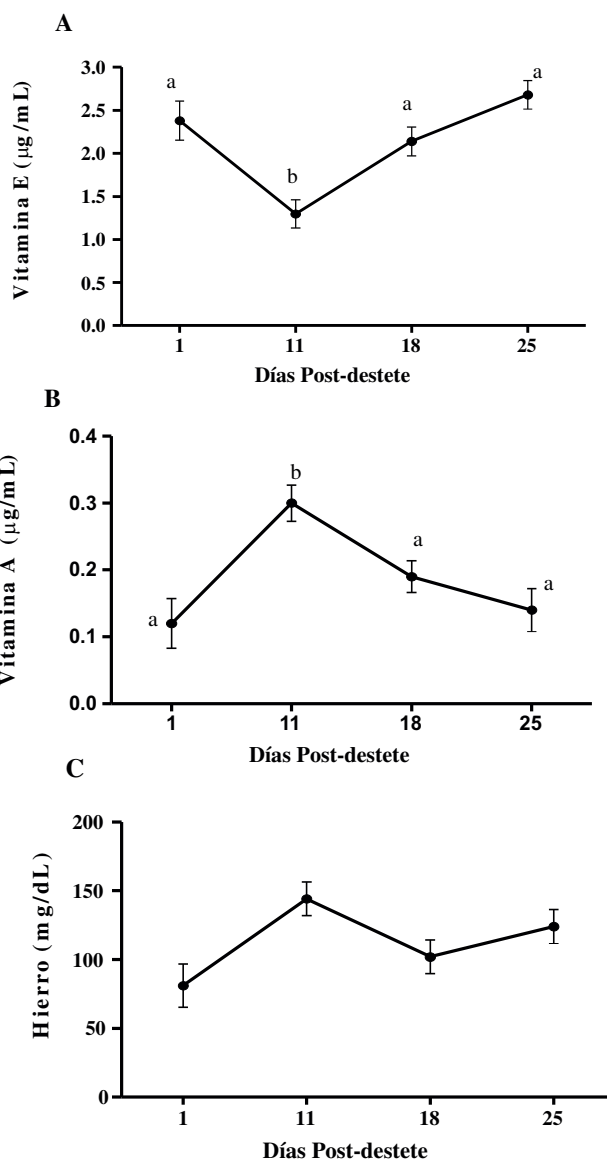 A
Vitamina E (µg/mL)
3.0
a
a
2.5
a
2.0
b
1.5
1.0
0.5
0.0
1 11 18 25
Días Post-destete
B
Vitamina A (µg/mL)
0.4
b
0.3
a
0.2
a
a
0.1
0.0
1 11 18 25
Días Post-destete
C
Hierro (mg/dL)
200
150
100
50
0
1 11 18 25
Días Post-destete